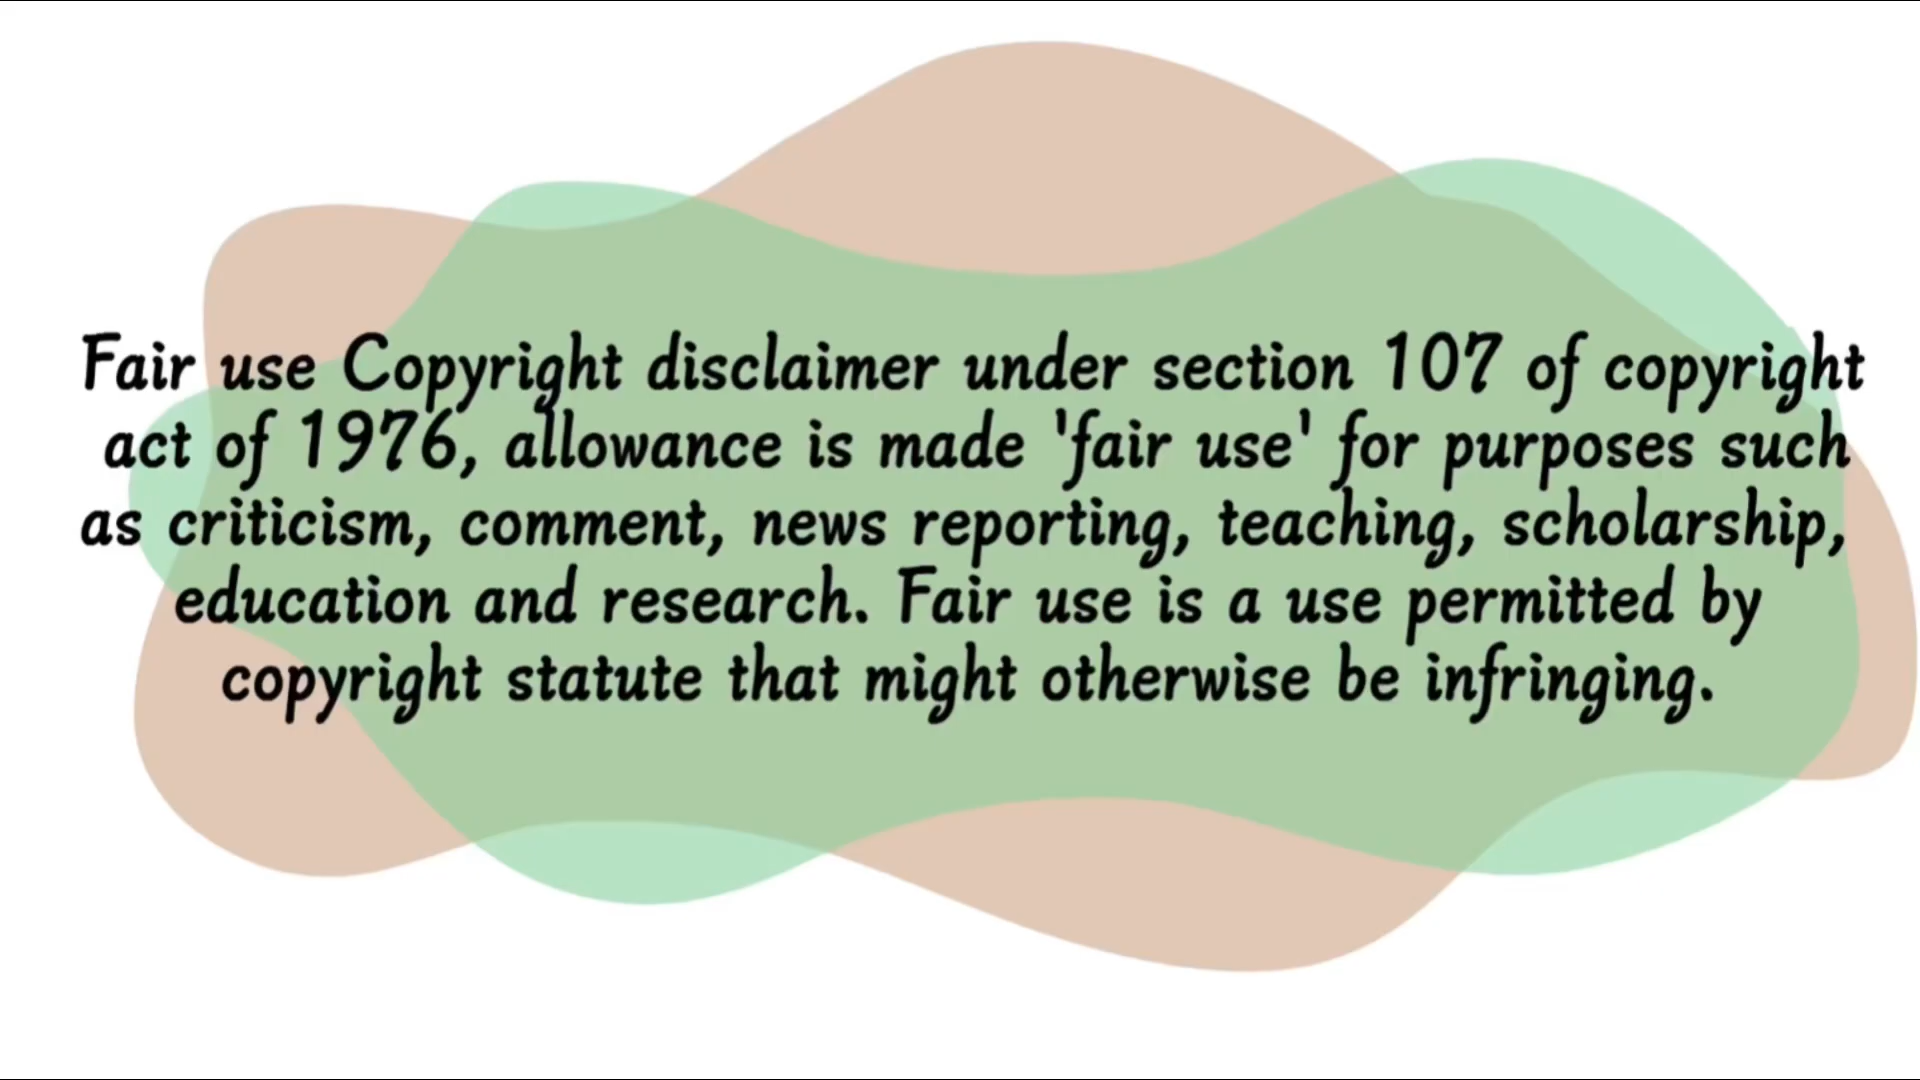 Fair use Copyright disclaimer under section 107 of copyright
act of 1976, allowance is made 'fair use' for purposes such
as criticism, comment, news reporting, teaching, scholarship,
education and research. Fair use is a use permitted by
copyright statute that might otherwise be infringing.